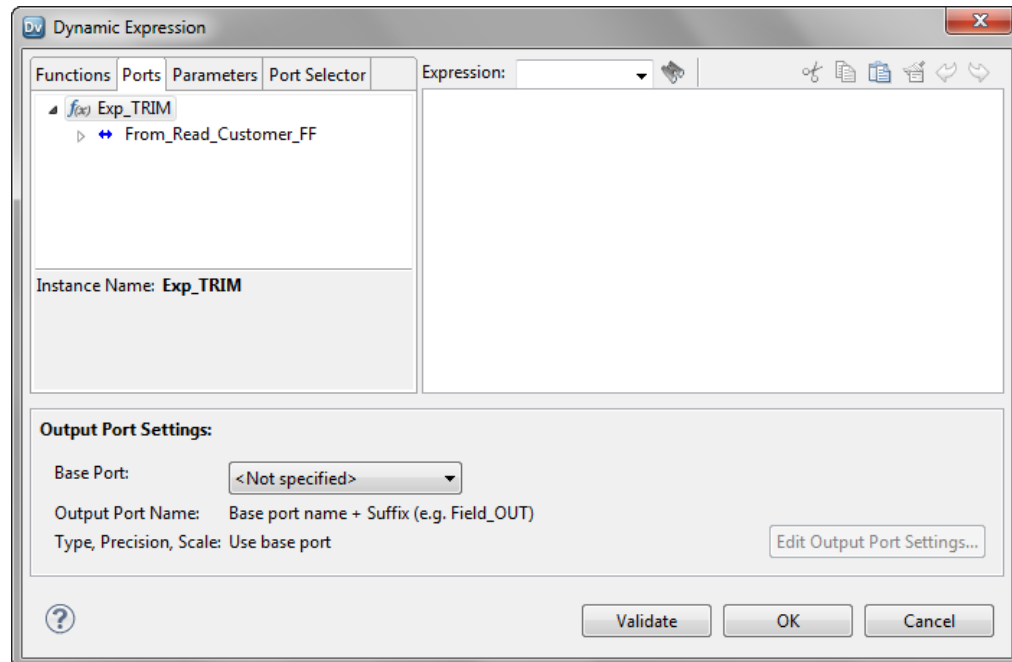 Dv Dynamic Expression
Functions Ports Parameters Port Selector
Expression:
f(x) Exp_TRIM
From_Read_Customer_FF
Instance Name: Exp_TRIM
Output Port Settings:
Base Port: <Not specified>
Output Port Name: Base port name + Suffix (e.g. Field_OUT)
Type, Precision, Scale: Use base port
Edit Output Port Settings...
?
Validate OK Cancel